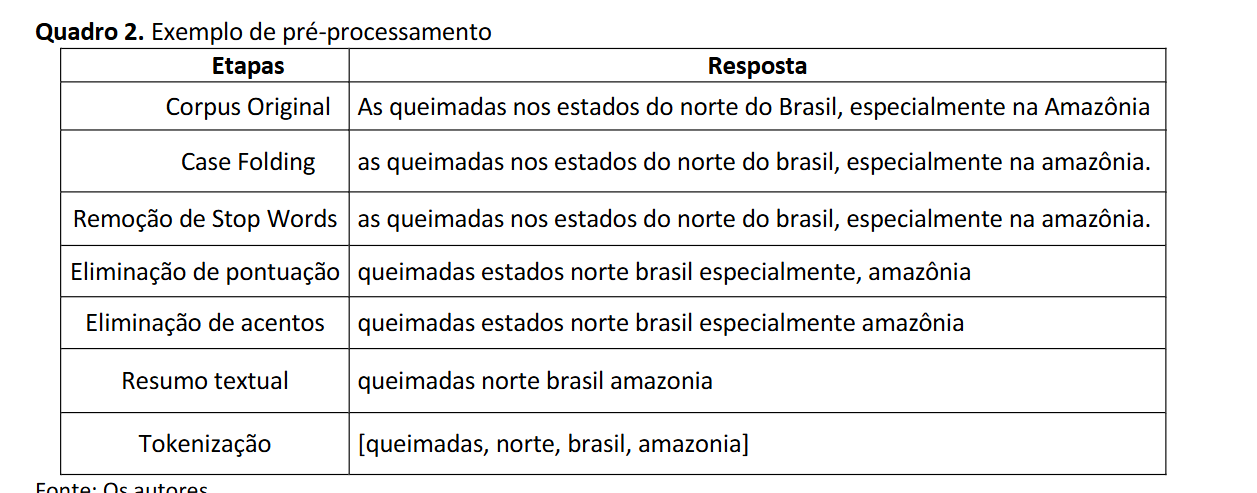 Quadro 2. Exemplo de pré-processamento
Etapas Resposta
Corpus Original As queimadas nos estados do norte do Brasil, especialmente na Amazônia
Case Folding as queimadas nos estados do norte do brasil, especialmente na amazônia.
Remoção de Stop Words as queimadas nos estados do norte do brasil, especialmente na amazônia.
Eliminação de pontuação queimadas estados norte brasil especialmente, amazônia
Eliminação de acentos queimadas estados norte brasil especialmente amazônia
Resumo textual queimadas norte brasil amazonia
Tokenização [queimadas, norte, brasil, amazonia]
Fonte: Os autores